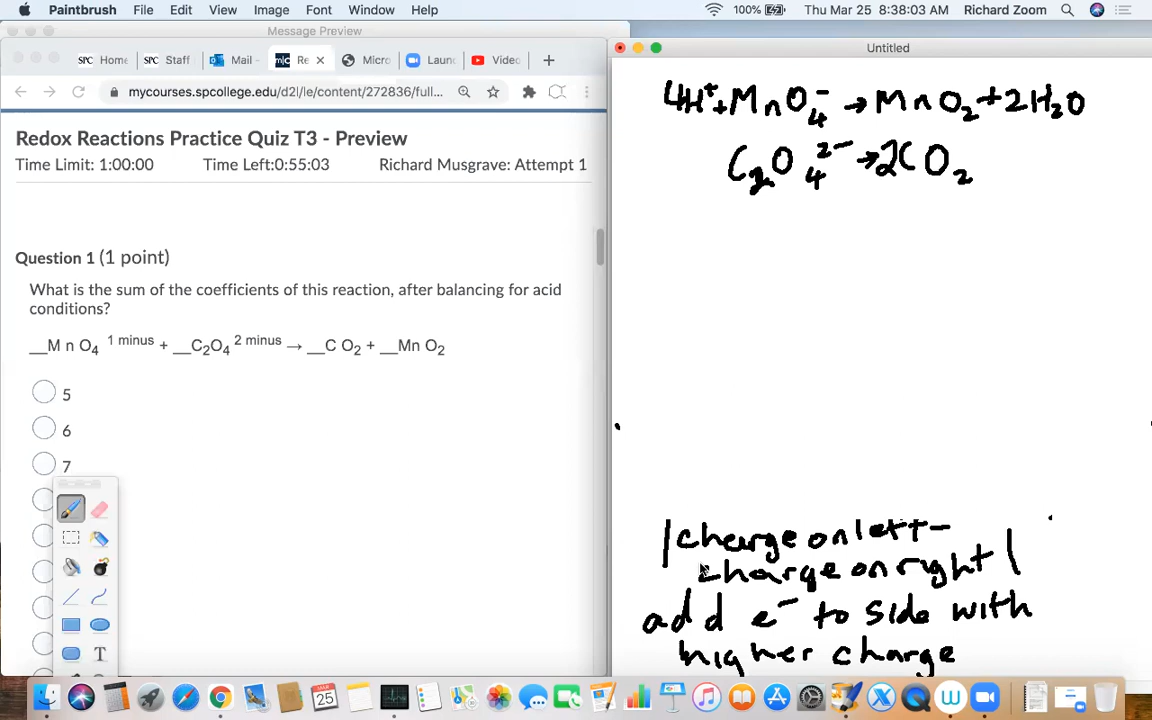 Paintbrush File Edit View Image Font Window Help 100% Thu Mar 25 8:38:03 AM Richard Zoom
Message Preview
SPC Home SPC Staff Mail - m|c Re Micro Laun Video
mycourses.spcollege.edu/d2l/le/content/272836/full...
Redox Reactions Practice Quiz T3 - Preview
Time Limit: 1:00:00 Time Left:0:55:03 Richard Musgrave: Attempt 1
Question 1 (1 point)
What is the sum of the coefficients of this reaction, after balancing for acid
conditions?
__M n O4 1 minus + __C2O4 2 minus → __C O2 + __Mn O2
5
6
7
T
Untitled
4H⁺+MnO₄⁻→MnO₂+2H₂O
C₂O₄²⁻→2CO₂
|charge on left-
charge on right|
add e⁻ to side with
higher charge